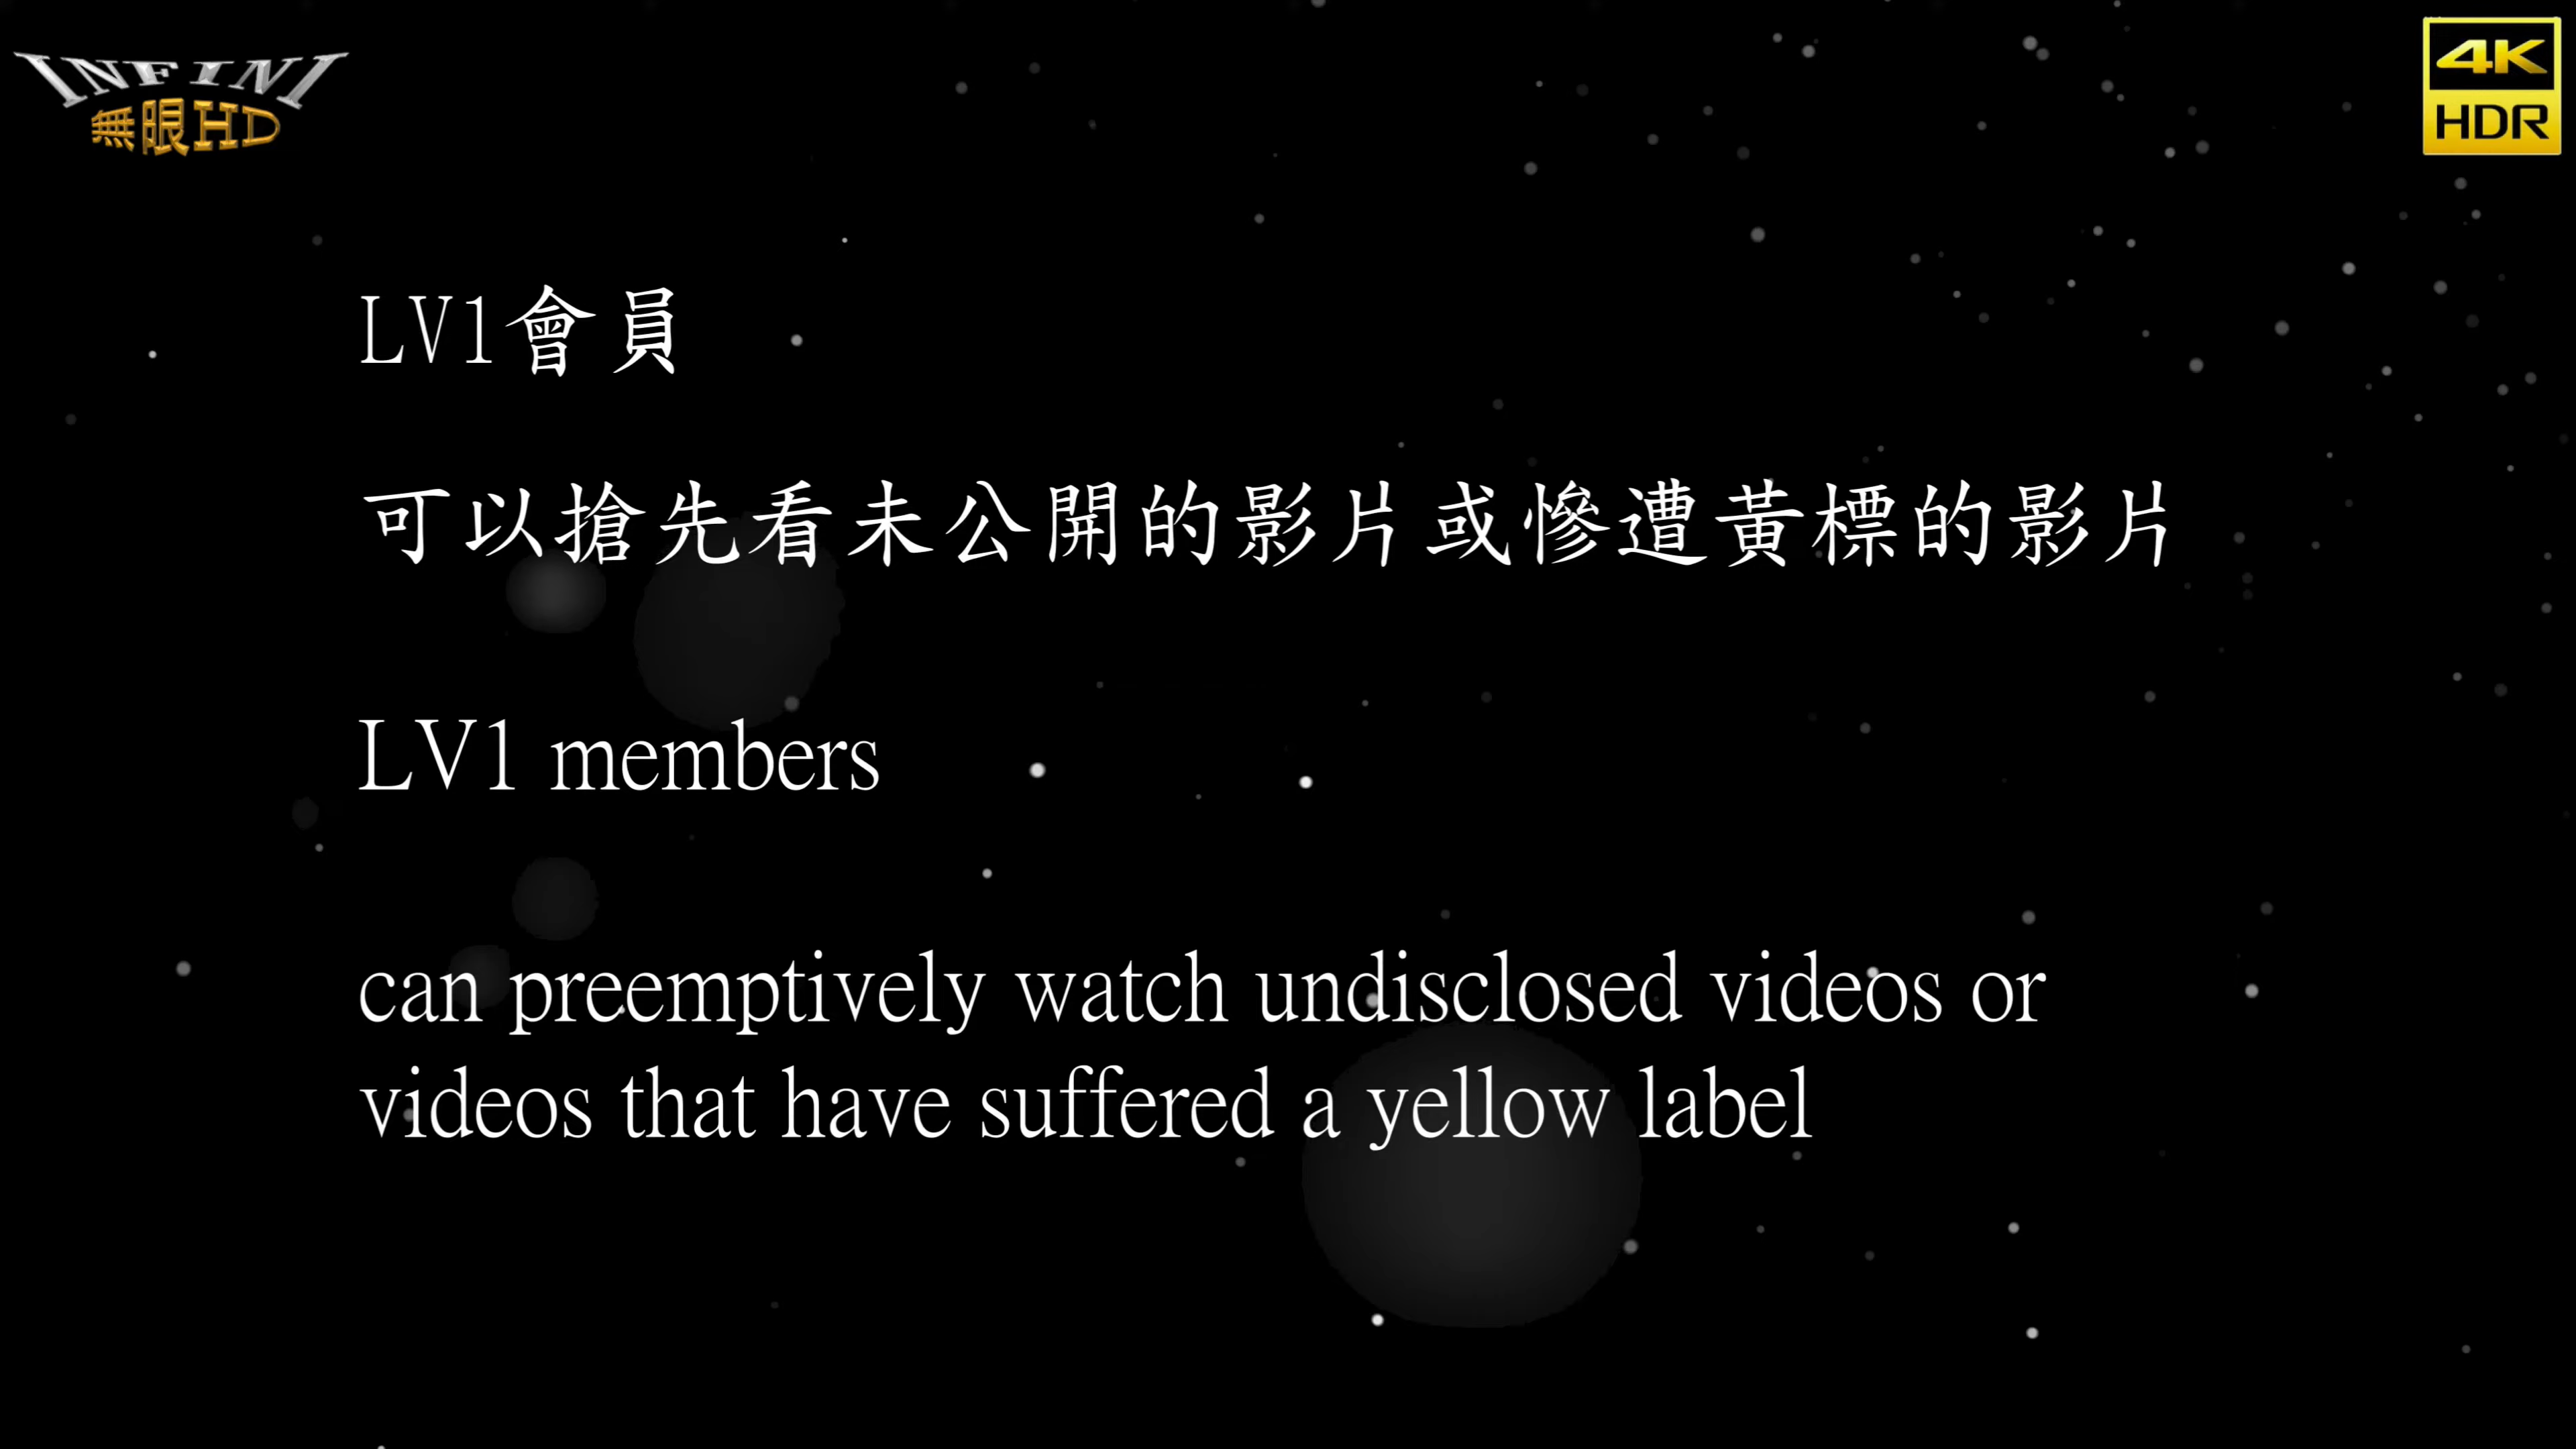 INFINI
無限HD
4K
HDR
LV1會員
可以搶先看未公開的影片或慘遭黃標的影片
LV1 members
can preemptively watch undisclosed videos or
videos that have suffered a yellow label